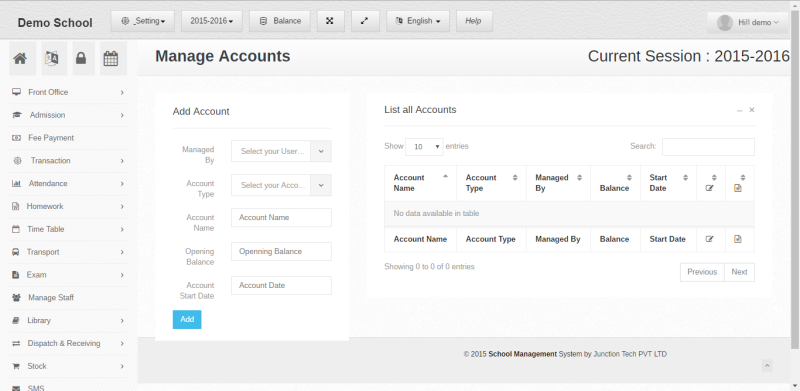 Demo School
_Setting
2015-2016
Balance
English
Help
Hill demo
Manage Accounts
Current Session : 2015-2016
Front Office
Admission
Fee Payment
Transaction
Attendance
Homework
Time Table
Transport
Exam
Manage Staff
Library
Dispatch & Receiving
Stock
SMS
Add Account
Managed By
Select your User...
Account Type
Select your Acco...
Account Name
Account Name
Opening Balance
Openning Balance
Account Start Date
Account Date
Add
List all Accounts
Show 10 entries
Search:
Account Name Account Type Managed By Balance Start Date
No data available in table
Account Name Account Type Managed By Balance Start Date
Showing 0 to 0 of 0 entries
Previous Next
© 2015 School Management System by Junction Tech PVT LTD